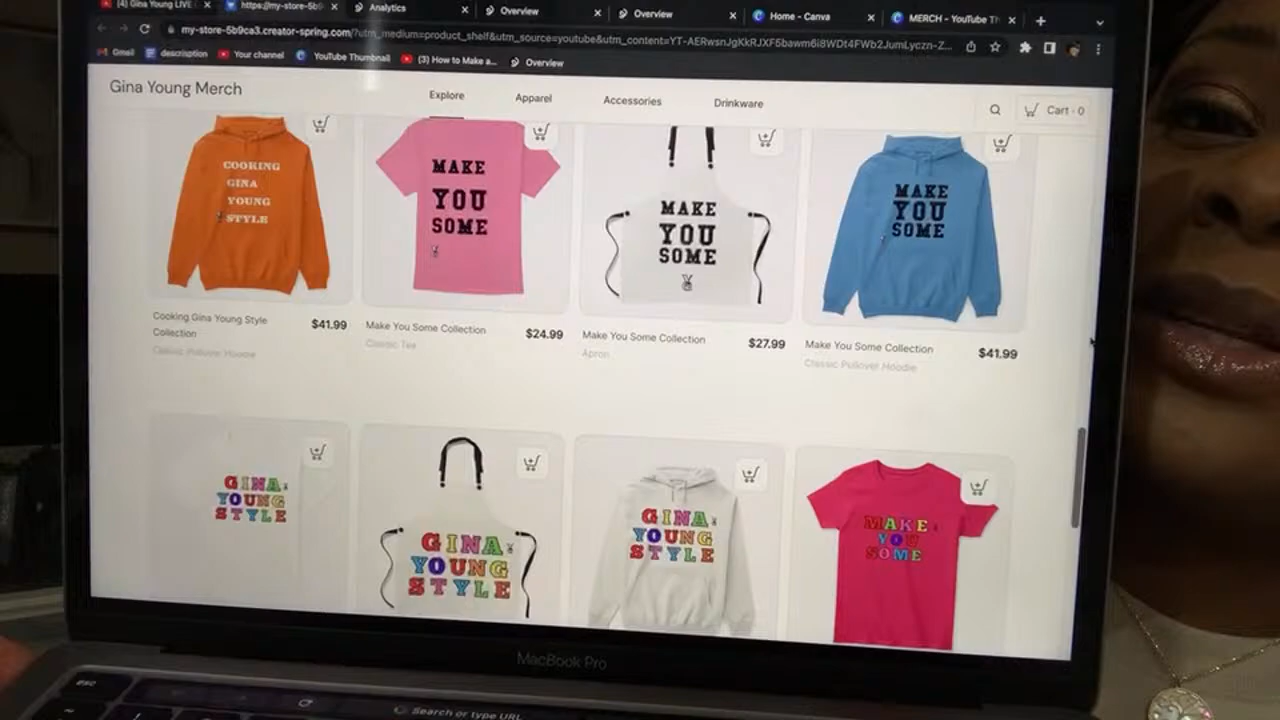 (4) Gina Young LIVE
https://my-store-5b9
Analytics
Overview
Overview
Home - Canva
MERCH - YouTube Th
my-store-5b9ca3.creator-spring.com/?utm_medium=product_shelf&utm_source=youtube&utm_content=YT-
Gmail
description
Your channel
YouTube Thumbnail
(3) How to Make a...
Overview
Gina Young Merch
Explore
Apparel
Accessories
Drinkware
Cart · 0
COOKING
GINA
YOUNG
STYLE
MAKE
YOU
SOME
MAKE
YOU
SOME
MAKE
YOU
SOME
Cooking Gina Young Style
Collection
$41.99
Classic Pullover Hoodie
Make You Some Collection
$24.99
Classic Tee
Make You Some Collection
$27.99
Apron
Make You Some Collection
$41.99
Classic Pullover Hoodie
GINA
YOUNG
STYLE
GINA
YOUNG
STYLE
GINA
YOUNG
STYLE
MAKE
YOU
SOME
MacBook Pro
esc
Search or type URL